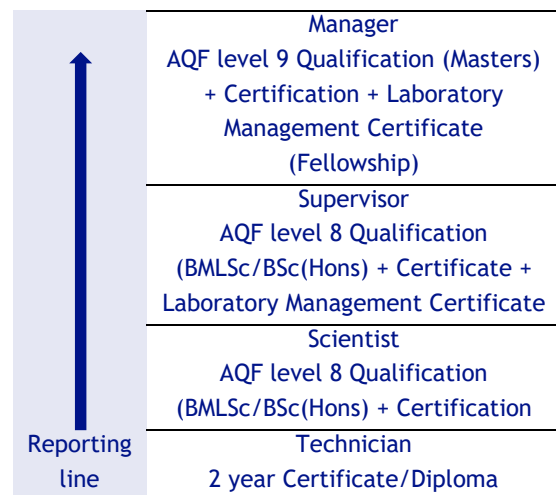 Manager
AQF level 9 Qualification (Masters)
+ Certification + Laboratory
Management Certificate
(Fellowship)
Supervisor
AQF level 8 Qualification
(BMLSc/BSc(Hons) + Certificate +
Laboratory Management Certificate
Scientist
AQF level 8 Qualification
(BMLSc/BSc(Hons) + Certification
Reporting
line
Technician
2 year Certificate/Diploma